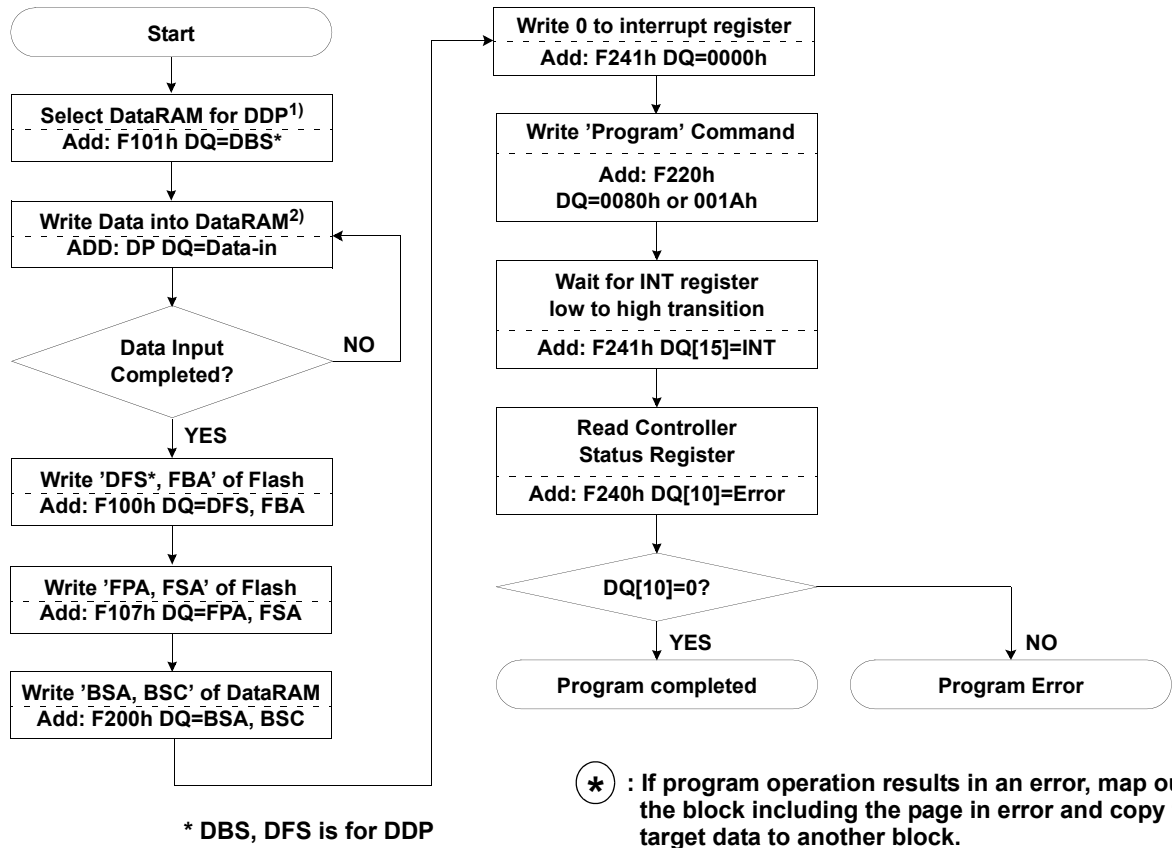 Start
Select DataRAM for DDP1)
Add: F101h DQ=DBS*
Write Data into DataRAM2)
ADD: DP DQ=Data-in
Data Input
Completed?
NO
YES
Write 'DFS*, FBA' of Flash
Add: F100h DQ=DFS, FBA
Write 'FPA, FSA' of Flash
Add: F107h DQ=FPA, FSA
Write 'BSA, BSC' of DataRAM
Add: F200h DQ=BSA, BSC
Write 0 to interrupt register
Add: F241h DQ=0000h
Write 'Program' Command
Add: F220h
DQ=0080h or 001Ah
Wait for INT register
low to high transition
Add: F241h DQ[15]=INT
Read Controller
Status Register
Add: F240h DQ[10]=Error
DQ[10]=0?
YES
NO
Program completed
Program Error
* : If program operation results in an error, map
the block including the page in error and copy
target data to another block.
* DBS, DFS is for DDP